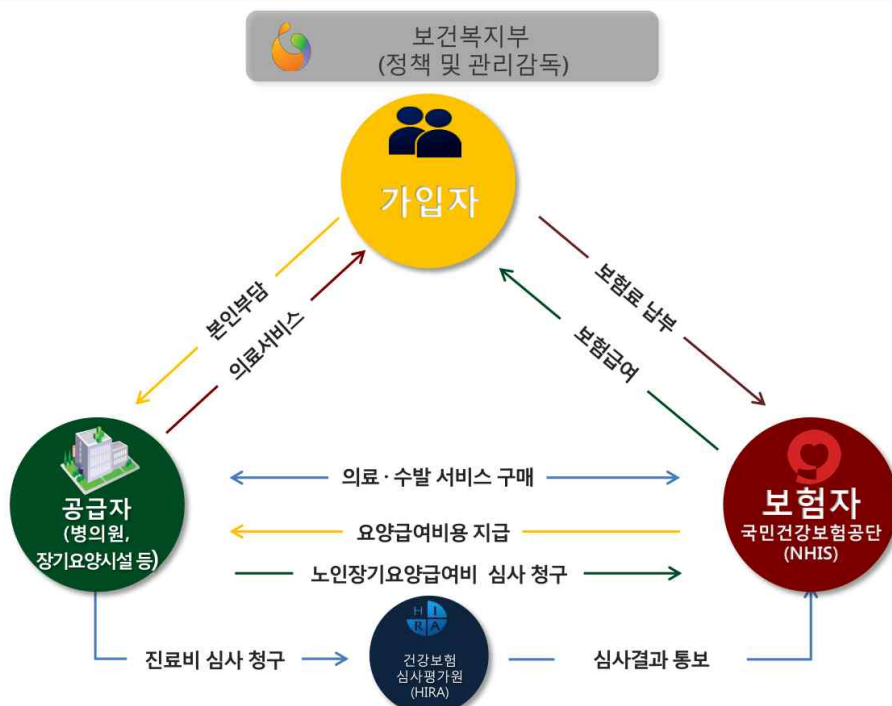 보건복지부
(정책 및 관리감독)
가입자
본인부담
의료서비스
보험료 납부
보험급여
공급자
(병의원,
장기요양시설 등)
의료·수발 서비스 구매
요양급여비용 지급
노인장기요양급여비 심사 청구
보험자
국민건강보험공단
(NHIS)
진료비 심사 청구
H I
R A
건강보험
심사평가원
(HIRA)
심사결과 통보